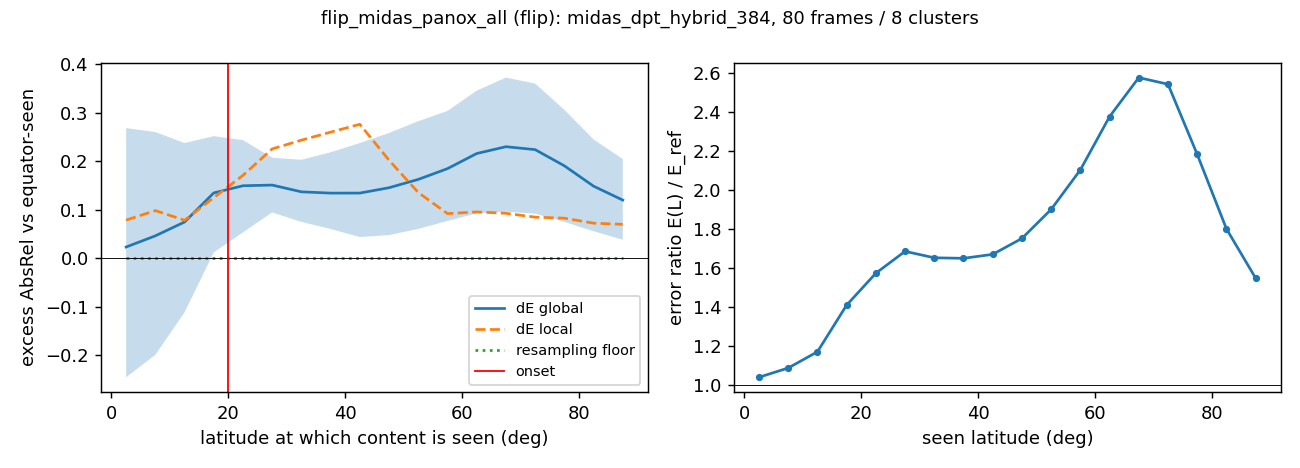 flip_midas_panox_all (flip): midas_dpt_hybrid_384, 80 frames / 8 clusters
excess AbsRel vs equator-seen
0.4
0.3
0.2
0.1
0.0
−0.1
−0.2
dE global
dE local
resampling floor
onset
0 20 40 60 80
latitude at which content is seen (deg)
error ratio E(L) / E_ref
2.6
2.4
2.2
2.0
1.8
1.6
1.4
1.2
1.0
0 20 40 60 80
seen latitude (deg)